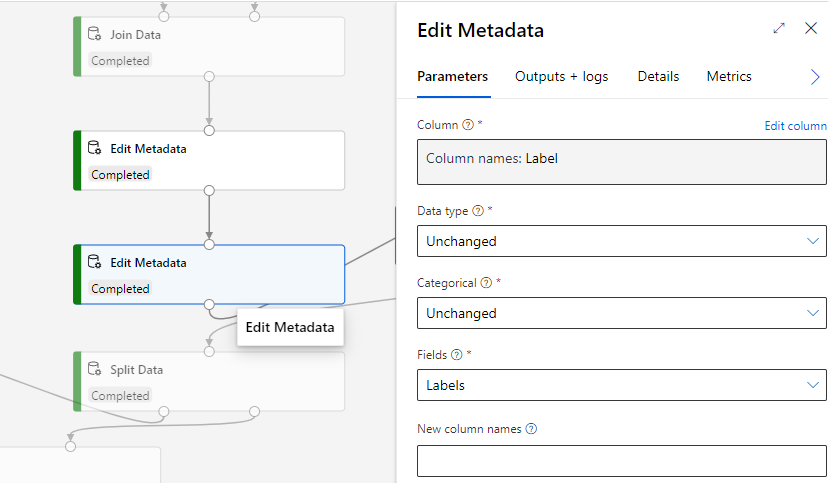 Join Data
Completed
Edit Metadata
Completed
Edit Metadata
Completed
Edit Metadata
Split Data
Completed
Edit Metadata
Parameters Outputs + logs Details Metrics
Column ? * Edit column
Column names: Label
Data type ? *
Unchanged
Categorical ? *
Unchanged
Fields ? *
Labels
New column names ?